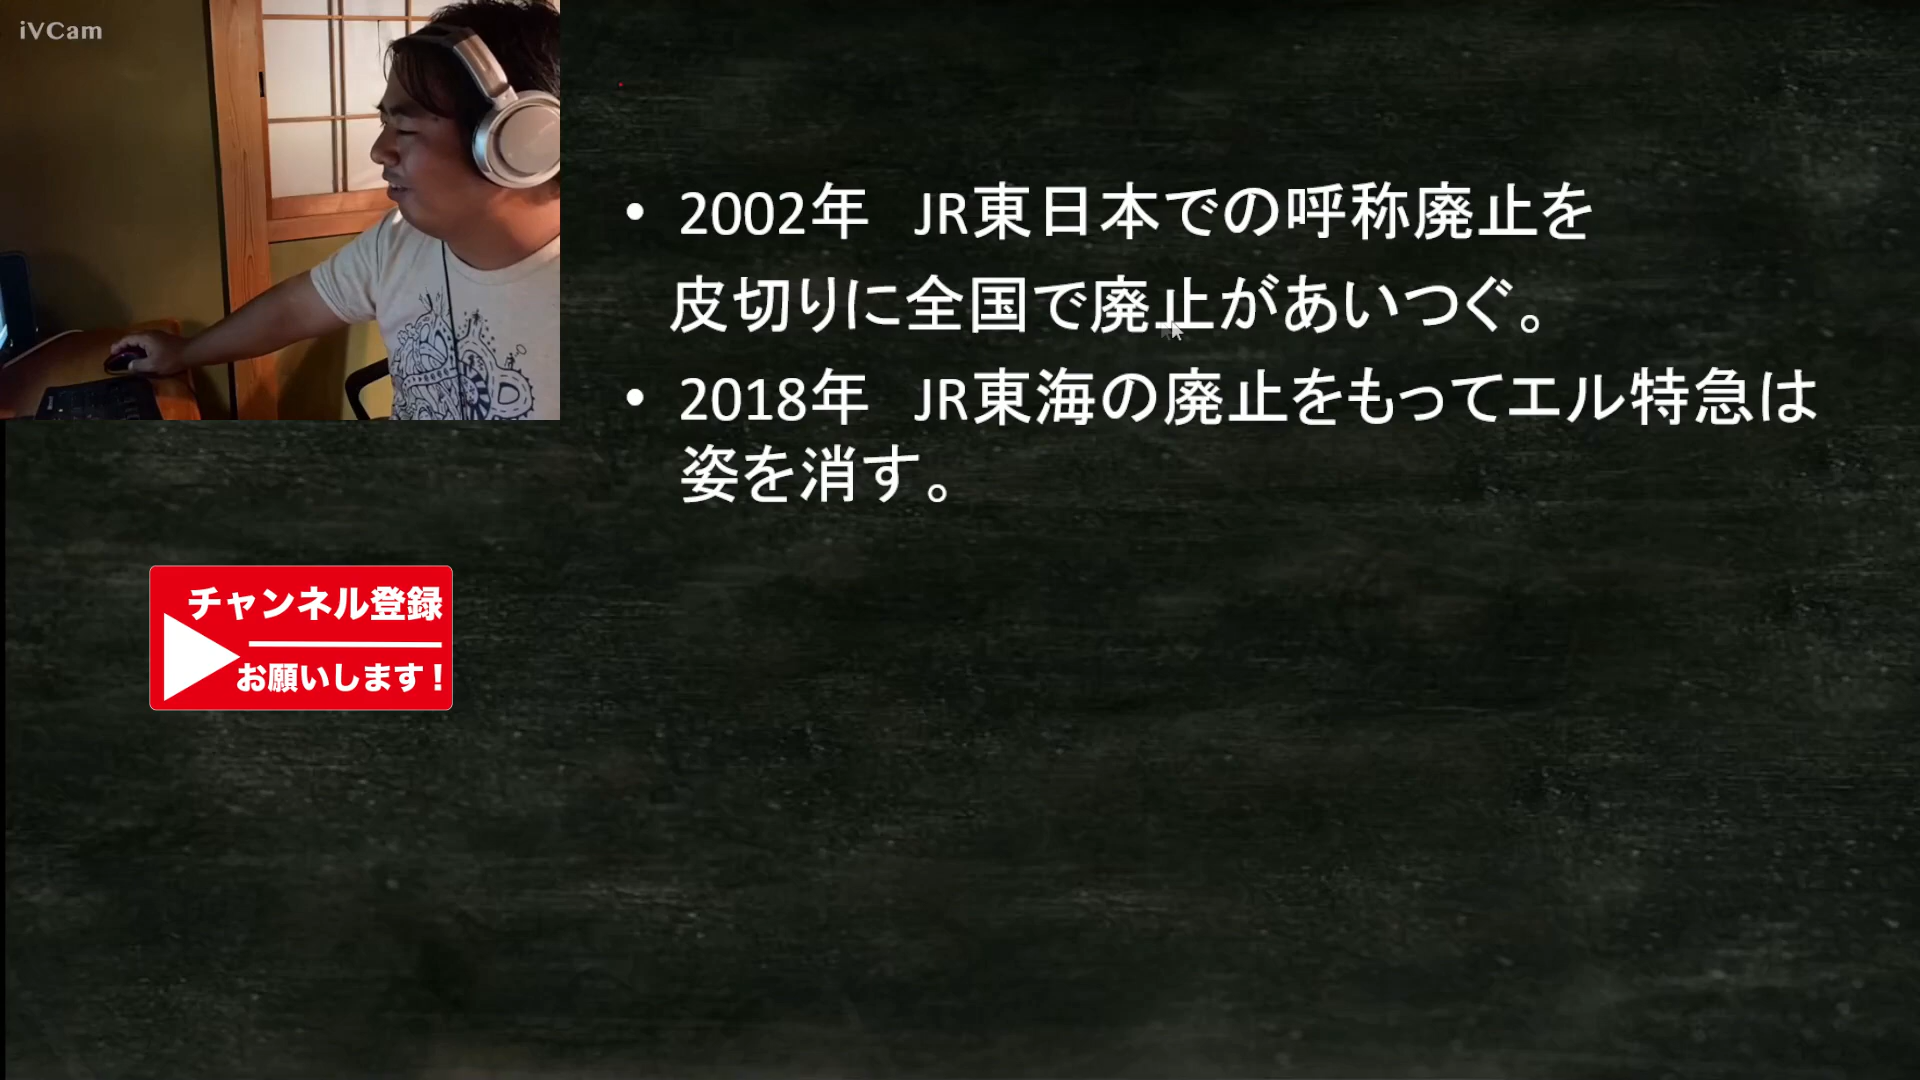 iVCam
• 2002年　JR東日本での呼称廃止を
皮切りに全国で廃止があいつぐ。
• 2018年　JR東海の廃止をもってエル特急は
姿を消す。
チャンネル登録
お願いします！